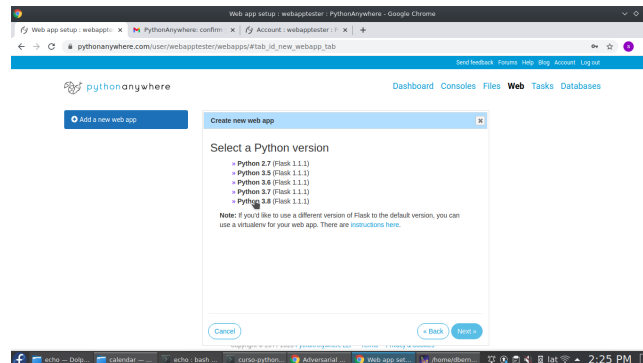 Web app setup : webapptester : PythonAnywhere - Google Chrome
Web app setup : webappte × PythonAnywhere: confirm × Account : webapptester : P × +
pythonanywhere.com/user/webapptester/webapps/#tab_id_new_webapp_tab
Send feedback Forums Help Blog Account Log out
pythonanywhere
Dashboard Consoles Files Web Tasks Databases
Add a new web app
Create new web app
Select a Python version
» Python 2.7 (Flask 1.1.1)
» Python 3.5 (Flask 1.1.1)
» Python 3.6 (Flask 1.1.1)
» Python 3.7 (Flask 1.1.1)
» Python 3.8 (Flask 1.1.1)
Note: If you'd like to use a different version of Flask to the default version, you can
use a virtualenv for your web app. There are instructions here.
Cancel
« Back Next »
echo — Dolp... calendar — ... echo : bash ... curso-python... Adversarial ... Web app set... /home/dbem... lat 2:25 PM